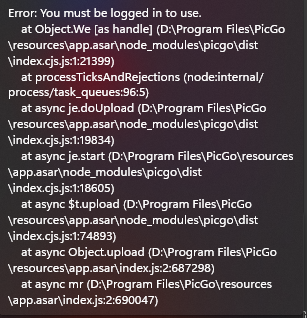 Error: You must be logged in to use.
at Object.We [as handle] (D:\Program Files\PicGo
\resources\app.asar\node_modules\picgo\dist
\index.cjs.js:1:21399)
at processTicksAndRejections (node:internal/
process/task_queues:96:5)
at async je.doUpload (D:\Program Files\PicGo
\resources\app.asar\node_modules\picgo\dist
\index.cjs.js:1:19834)
at async je.start (D:\Program Files\PicGo\resources
\app.asar\node_modules\picgo\dist
\index.cjs.js:1:18605)
at async $t.upload (D:\Program Files\PicGo
\resources\app.asar\node_modules\picgo\dist
\index.cjs.js:1:74893)
at async Object.upload (D:\Program Files\PicGo
\resources\app.asar\index.js:2:687298)
at async mr (D:\Program Files\PicGo\resources
\app.asar\index.js:2:690047)